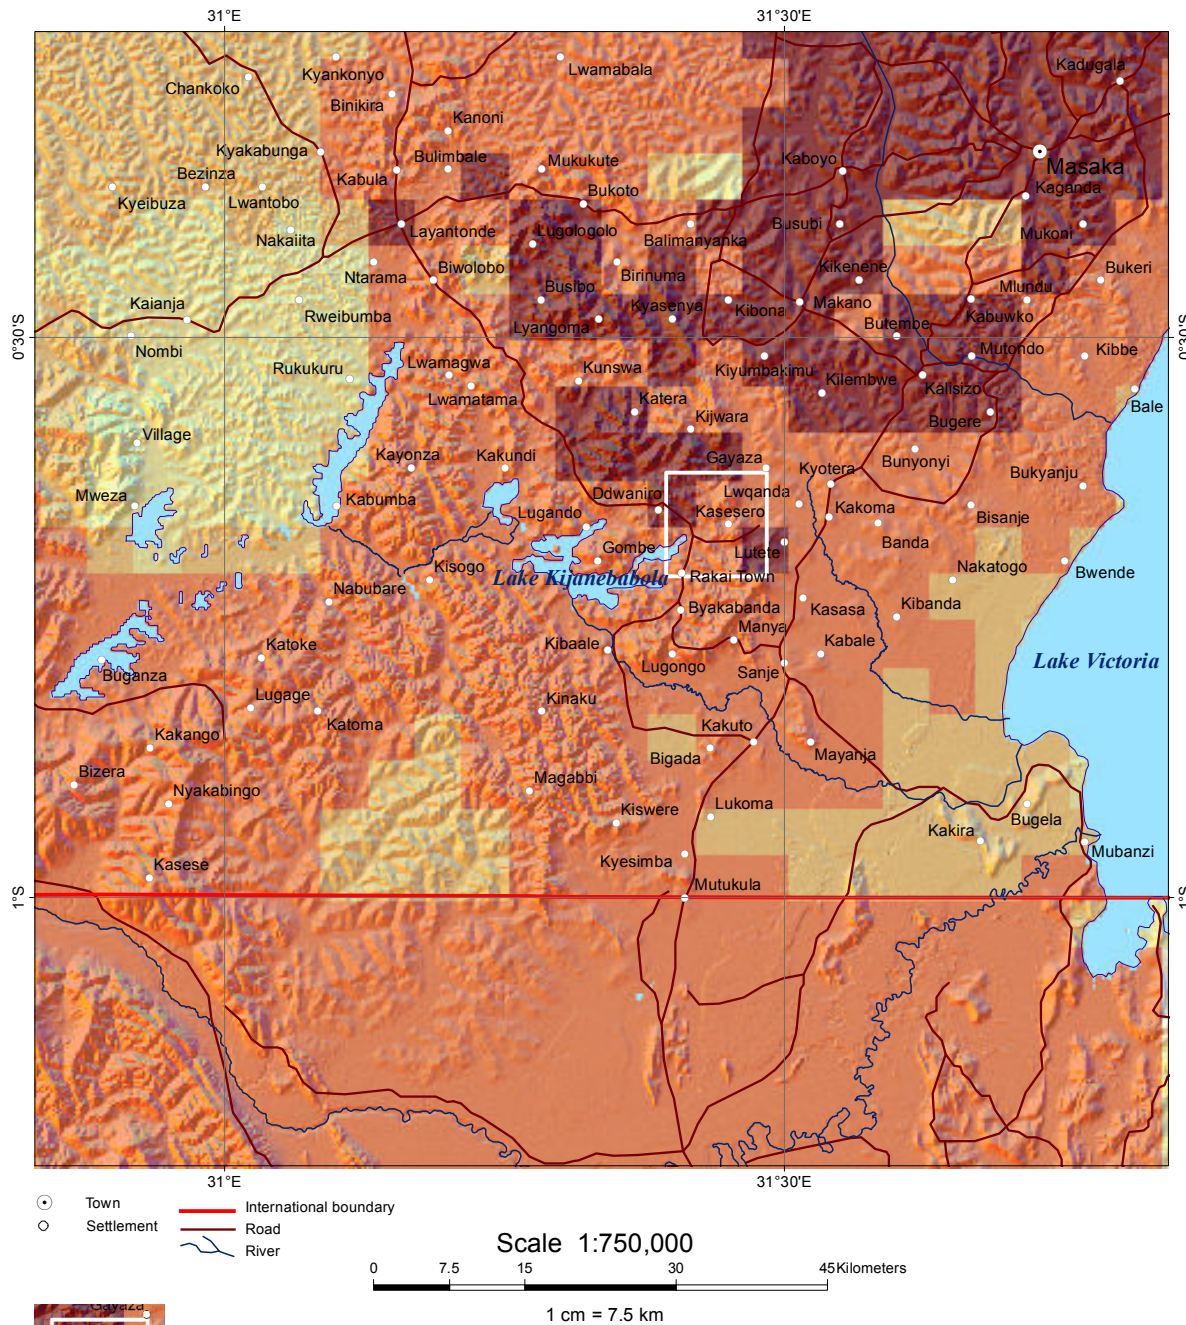 31°E 31°30'E
Kyankonyo Lwamabala Kadugala
Chankoko
Binikira
Kanoni
Kyakabunga Bulimbale Mukukute Kaboyo Masaka
Bezinza Kabula Bukoto Kaganda
Kyeibuza Lwantobo
Nakaiita Layantonde Lugologolo Balimanyanka Busubi Mukoni
Ntarama Biwolobo Birinuma Kikenene Bukeri
Kaianja Rweibumba Busibo Kyasenya Kibona Makano Mlundu
Lyangoma Butembe Kabuwko
0°30'S 0°30'S
Nombi Rukukuru Lwamagwa Kunswa Kiyumbakimu Mutondo Kibbe
Lwamatama Kilembwe Kalisizo
Katera Bugere Bale
Village Kijwara
Kayonza Kakundi Gayaza Kyotera Bunyonyi Bukyanju
Mweza Kabumba Ddwaniro Lwqanda
Lugando Kasesero Kakoma Bisanje
Gombe Lutete Banda
Lake Kijanebabola Rakai Town Nakatogo Bwende
Nabubare Kisogo
Byakabanda Kasasa Kibanda
Katoke Kibaale Manya Kabale
Buganza Lugongo Sanje Lake Victoria
Lugage Katoma Kinaku
Kakango Kakuto
Bigada Mayanja
Bizera Nyakabingo Magabbi
Kiswere Lukoma Bugela
Kakira
Kasese Kyesimba Mubanzi
Mutukula
1°S 1°S
31°E 31°30'E
Town International boundary
Settlement Road
River
Scale 1:750,000
0 7.5 15 30 45 Kilometers
1 cm = 7.5 km
Gayaza